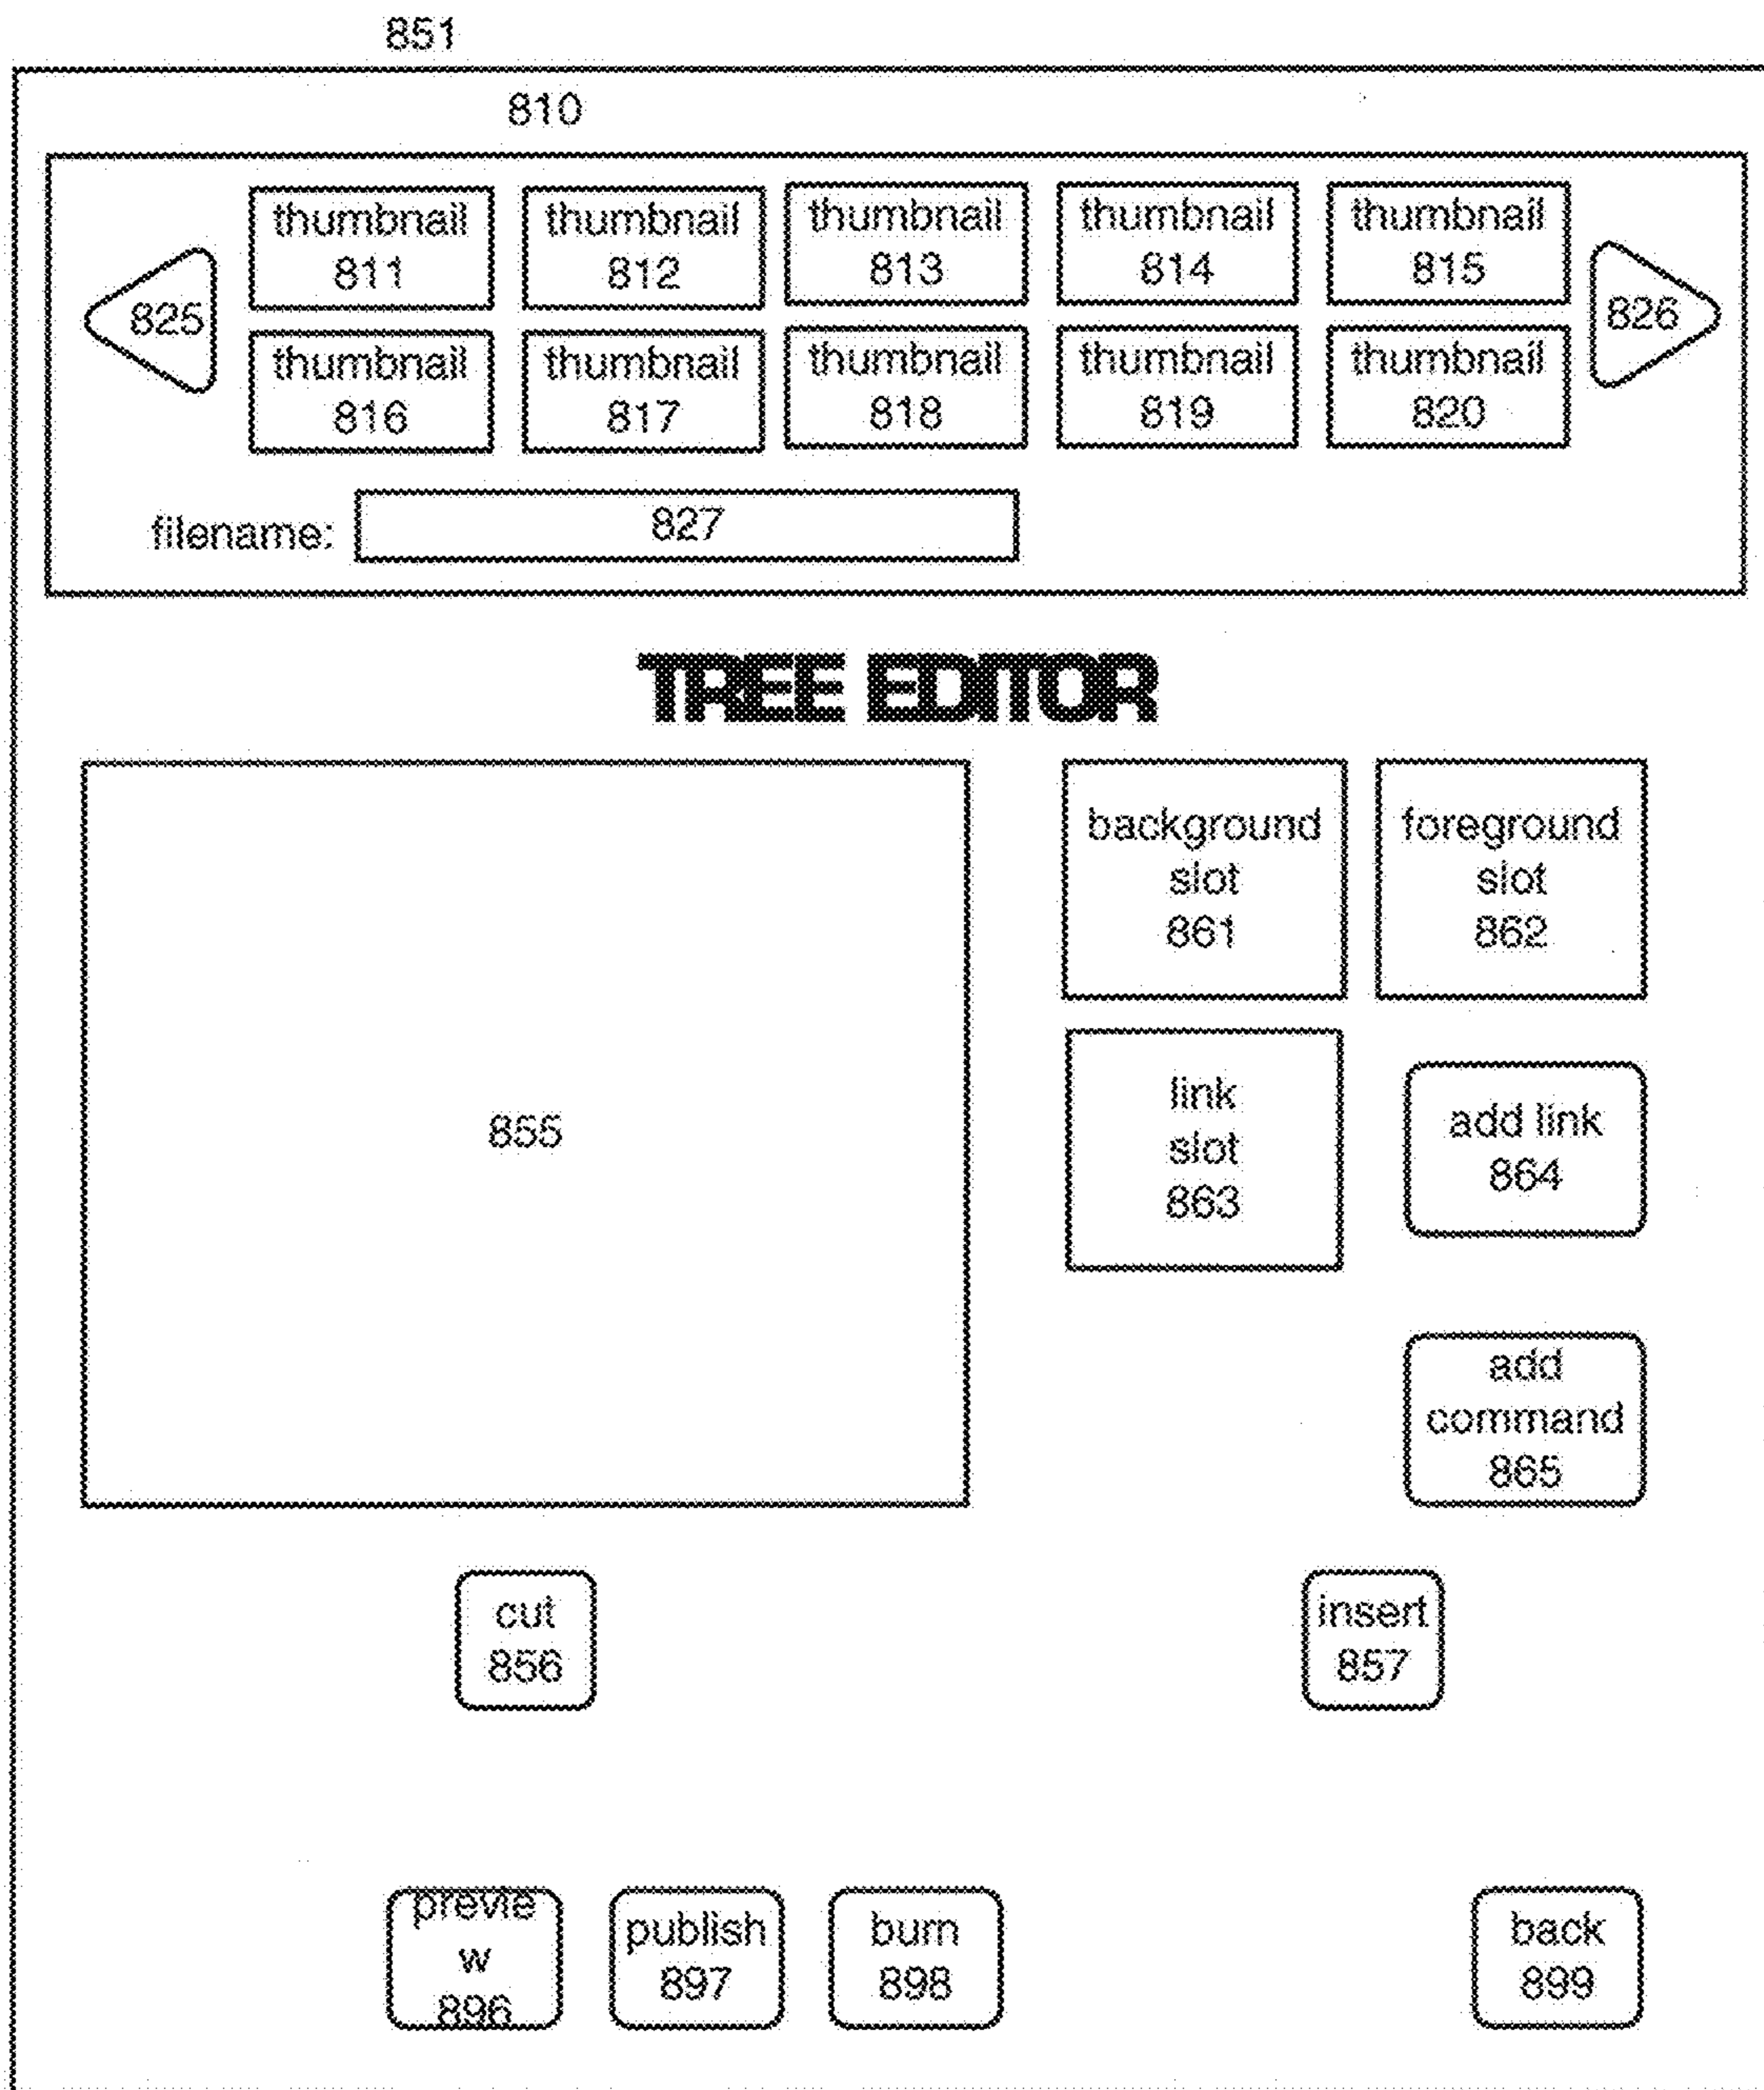 851
810
thumbnail
811
thumbnail
812
thumbnail
813
thumbnail
814
thumbnail
815
825
826
thumbnail
816
thumbnail
817
thumbnail
818
thumbnail
819
thumbnail
820
filename:
827
TREE EDITOR
855
background
slot
861
foreground
slot
862
link
slot
863
add link
864
add
command
865
cut
856
insert
857
previe
w
896
publish
897
burn
898
back
899